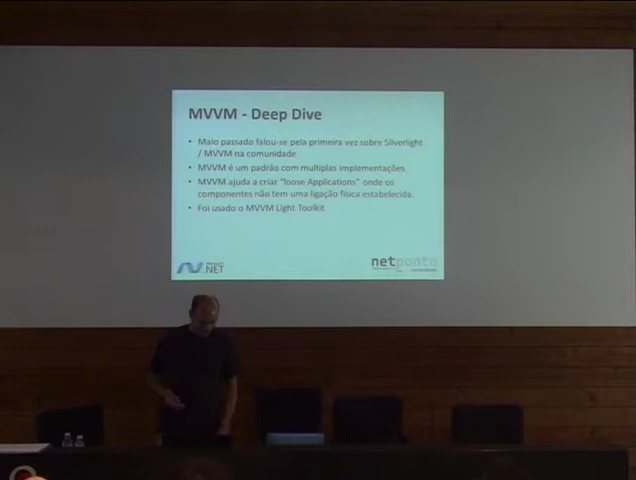 MVVM - Deep Dive
• Maio passado falou-se pela primeira vez sobre Silverlight
/ MVVM na comunidade
• MVVM é um padrão com multiplas implementações
• MVVM ajuda a criar "loose Applications" onde os
componentes não tem uma ligação física estabelecida.
• Foi usado o MVVM Light Toolkit
.NET
netponto